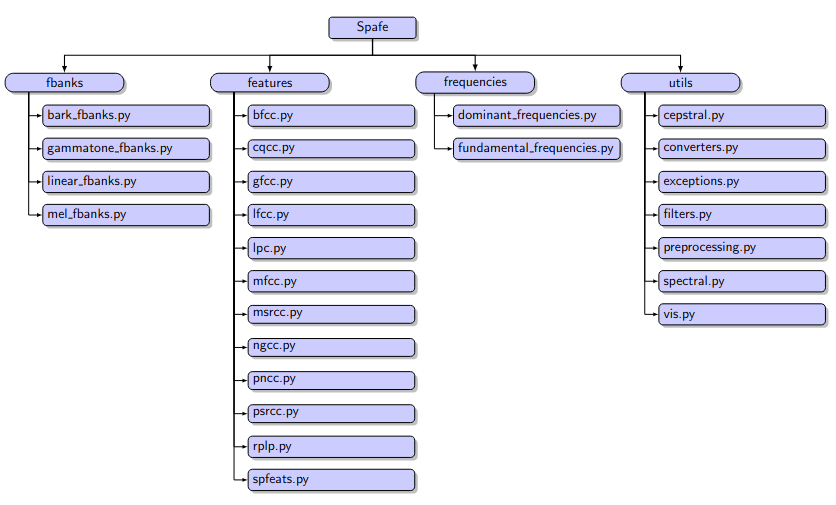 Spafe
fbanks
bark_fbanks.py
gammatone_fbanks.py
linear_fbanks.py
mel_fbanks.py
features
bfcc.py
cqcc.py
gfcc.py
lfcc.py
lpc.py
mfcc.py
msrcc.py
ngcc.py
pncc.py
psrcc.py
rplp.py
spfeats.py
frequencies
dominant_frequencies.py
fundamental_frequencies.py
utils
cepstral.py
converters.py
exceptions.py
filters.py
preprocessing.py
spectral.py
vis.py